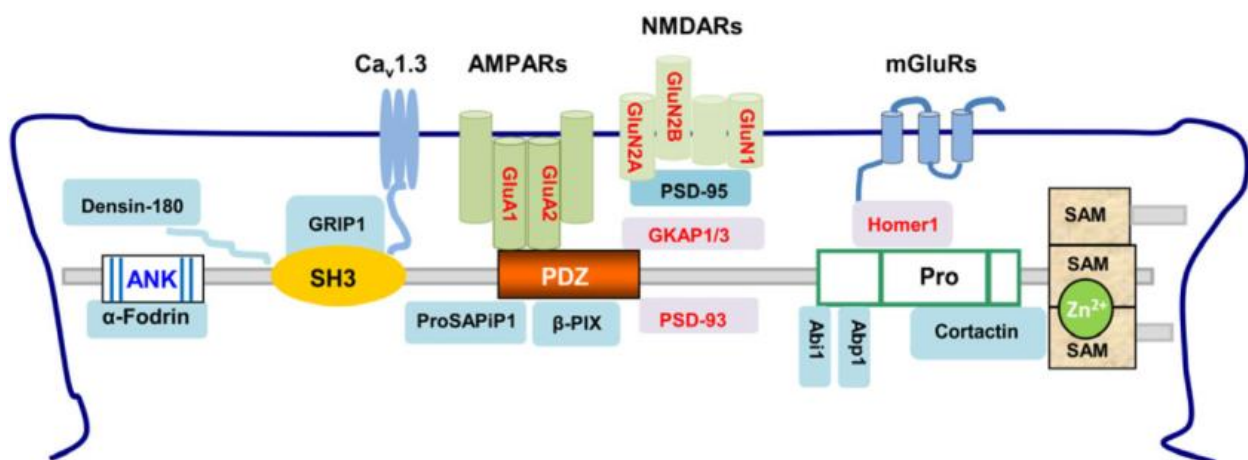 NMDARs
Caᵥ1.3
AMPARs
mGluRs
GluN2A
GluN2B
GluN1
GluA1
GluA2
PSD-95
Densin-180
GRIP1
GKAP1/3
Homer1
SAM
ANK
SH3
PDZ
Pro
SAM
α-Fodrin
ProSAPiP1
β-PIX
PSD-93
Abi1
Abp1
Cortactin
Zn²⁺
SAM